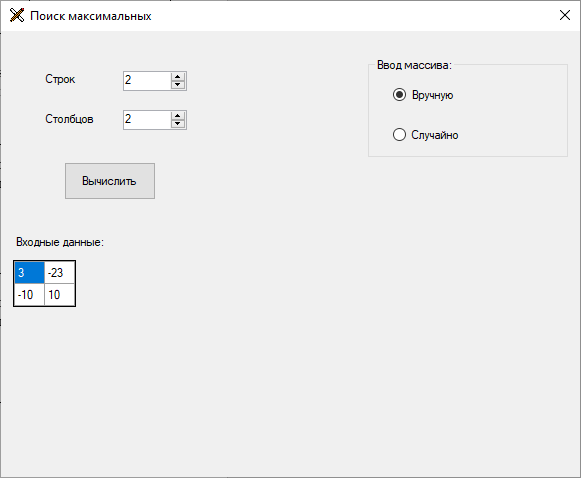 Поиск максимальных
Ввод массива:
Строк 2
Вручную
Столбцов 2
Случайно
Вычислить
Входные данные:
3 -23
-10 10